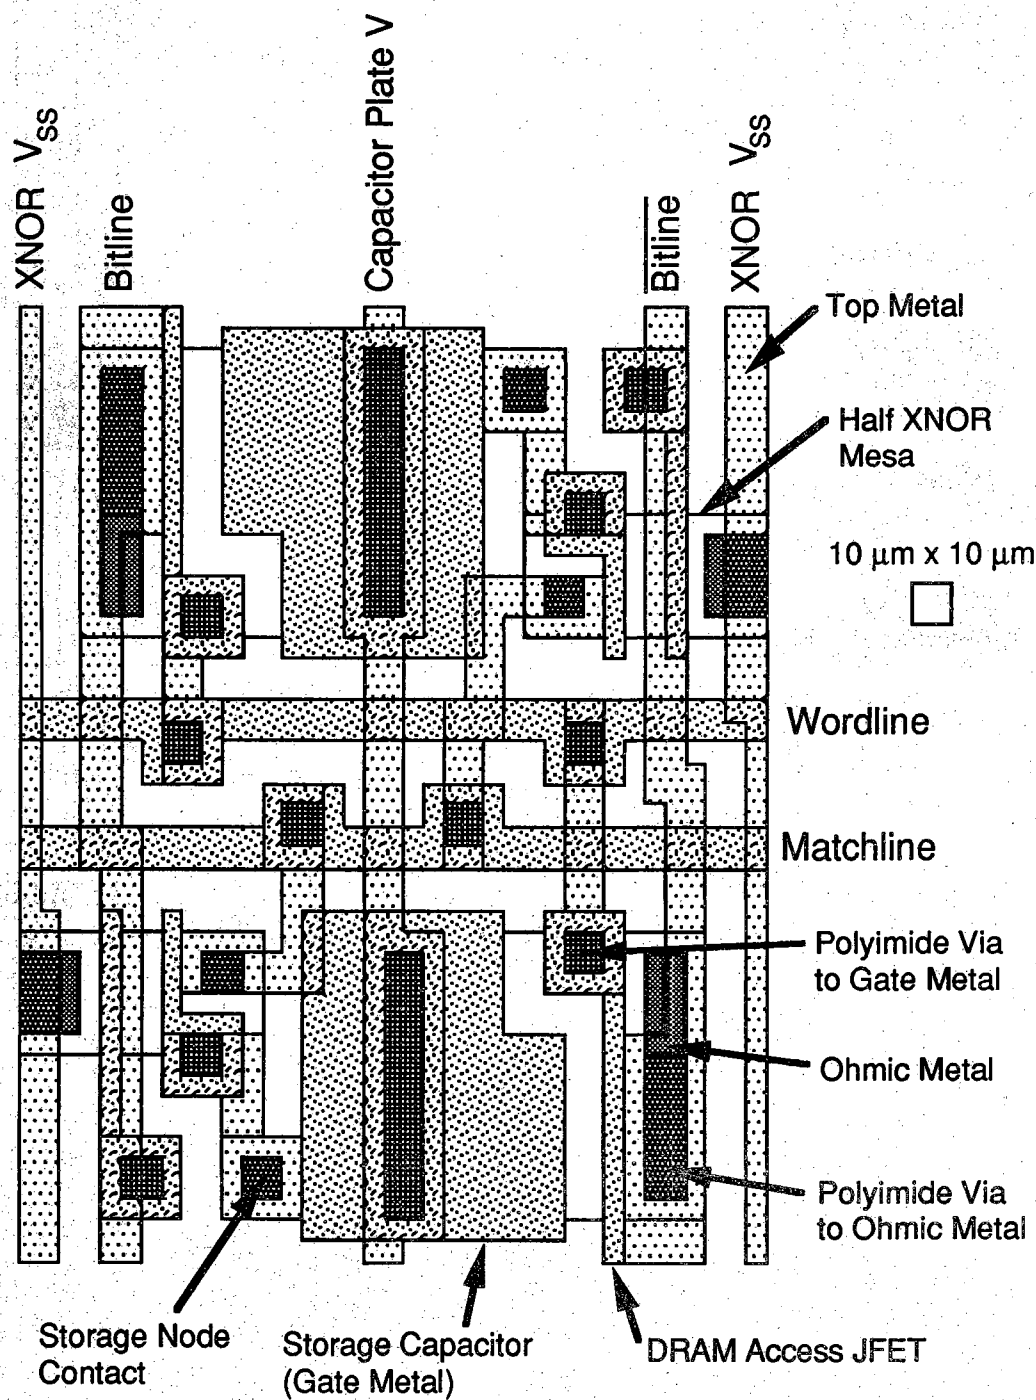 XNOR VSS
Bitline
Capacitor Plate V
Bitline
XNOR VSS
Top Metal
Half XNOR
Mesa
10 μm x 10 μm
Wordline
Matchline
Polyimide Via
to Gate Metal
Ohmic Metal
Polyimide Via
to Ohmic Metal
Storage Node
Contact
Storage Capacitor
(Gate Metal)
DRAM Access JFET